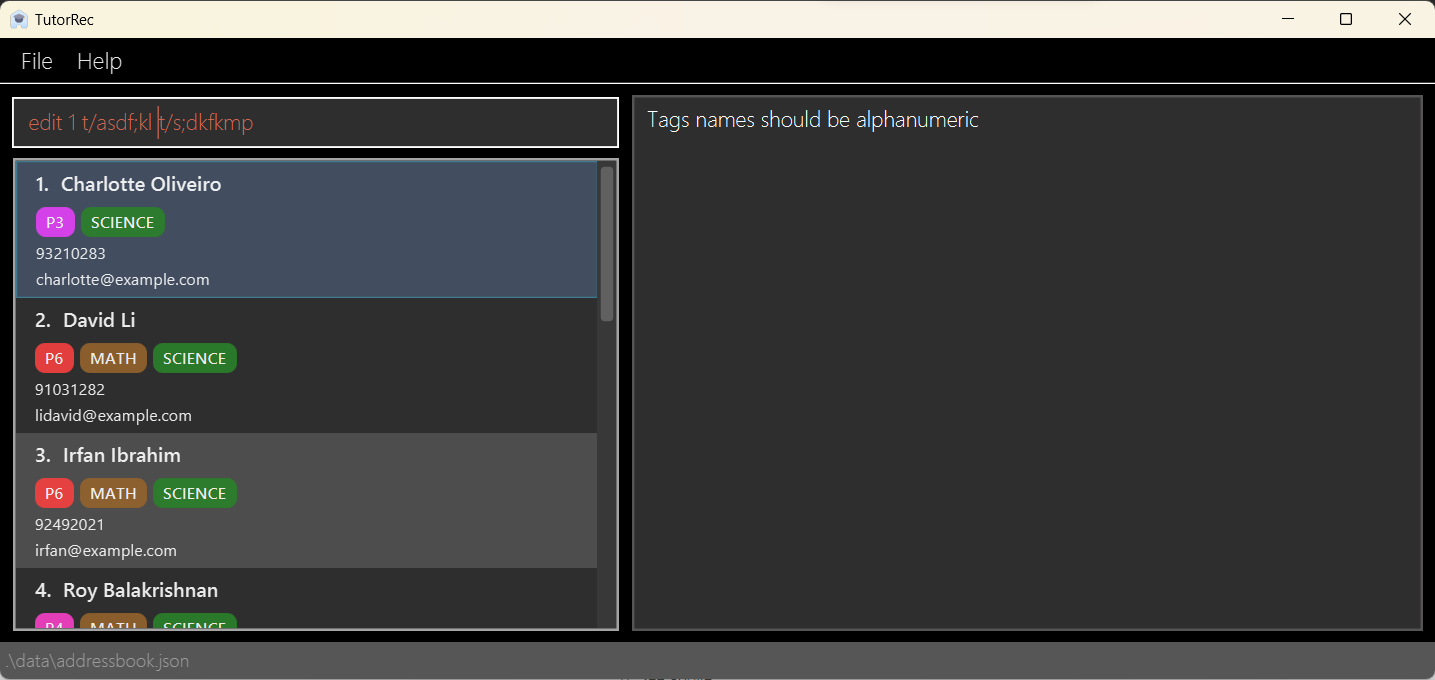 TutorRec
File Help
edit 1 t/asdf;kl t/s;dkfkmp
Tags names should be alphanumeric
1. Charlotte Oliveiro
P3 SCIENCE
93210283
charlotte@example.com
2. David Li
P6 MATH SCIENCE
91031282
lidavid@example.com
3. Irfan Ibrahim
P6 MATH SCIENCE
92492021
irfan@example.com
4. Roy Balakrishnan
P4 MATH SCIENCE
.\data\addressbook.json